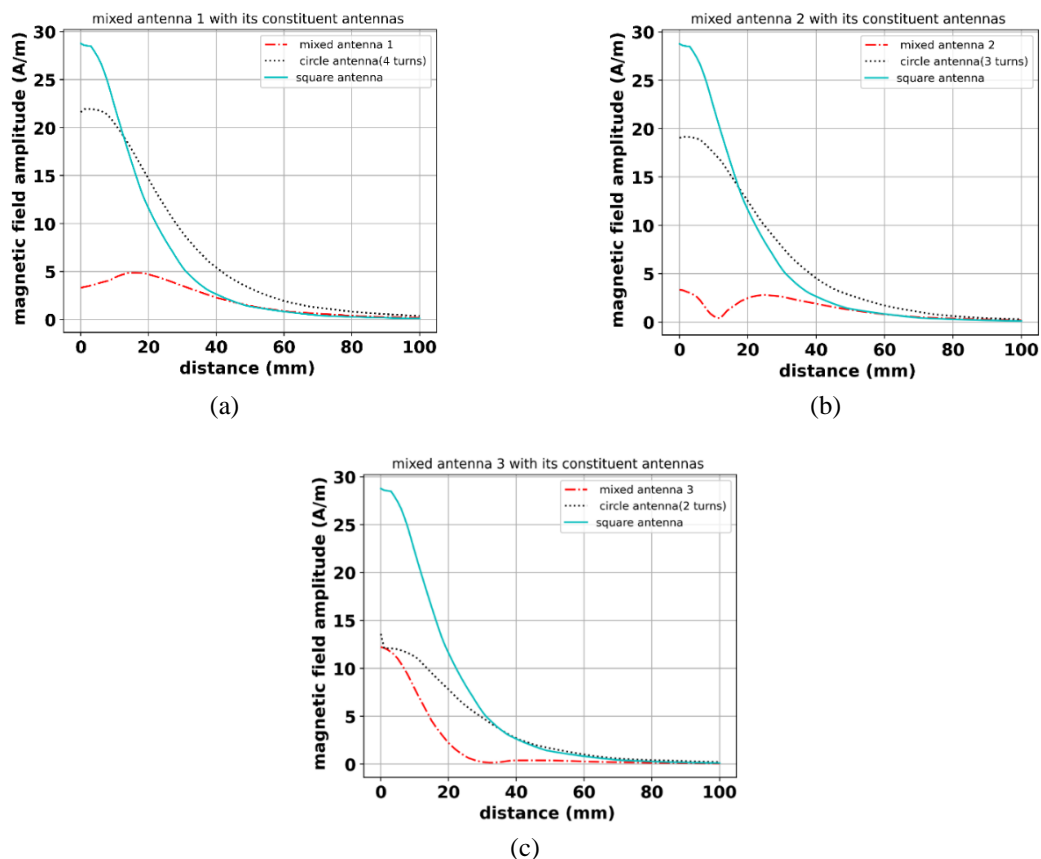 mixed antenna 1 with its constituent antennas
magnetic field amplitude (A/m)
30
25
20
15
10
5
0
mixed antenna 1
circle antenna(4 turns)
square antenna
0 20 40 60 80 100
distance (mm)
(a)
mixed antenna 2 with its constituent antennas
magnetic field amplitude (A/m)
30
25
20
15
10
5
0
mixed antenna 2
circle antenna(3 turns)
square antenna
0 20 40 60 80 100
distance (mm)
(b)
mixed antenna 3 with its constituent antennas
magnetic field amplitude (A/m)
30
25
20
15
10
5
0
mixed antenna 3
circle antenna(2 turns)
square antenna
0 20 40 60 80 100
distance (mm)
(c)